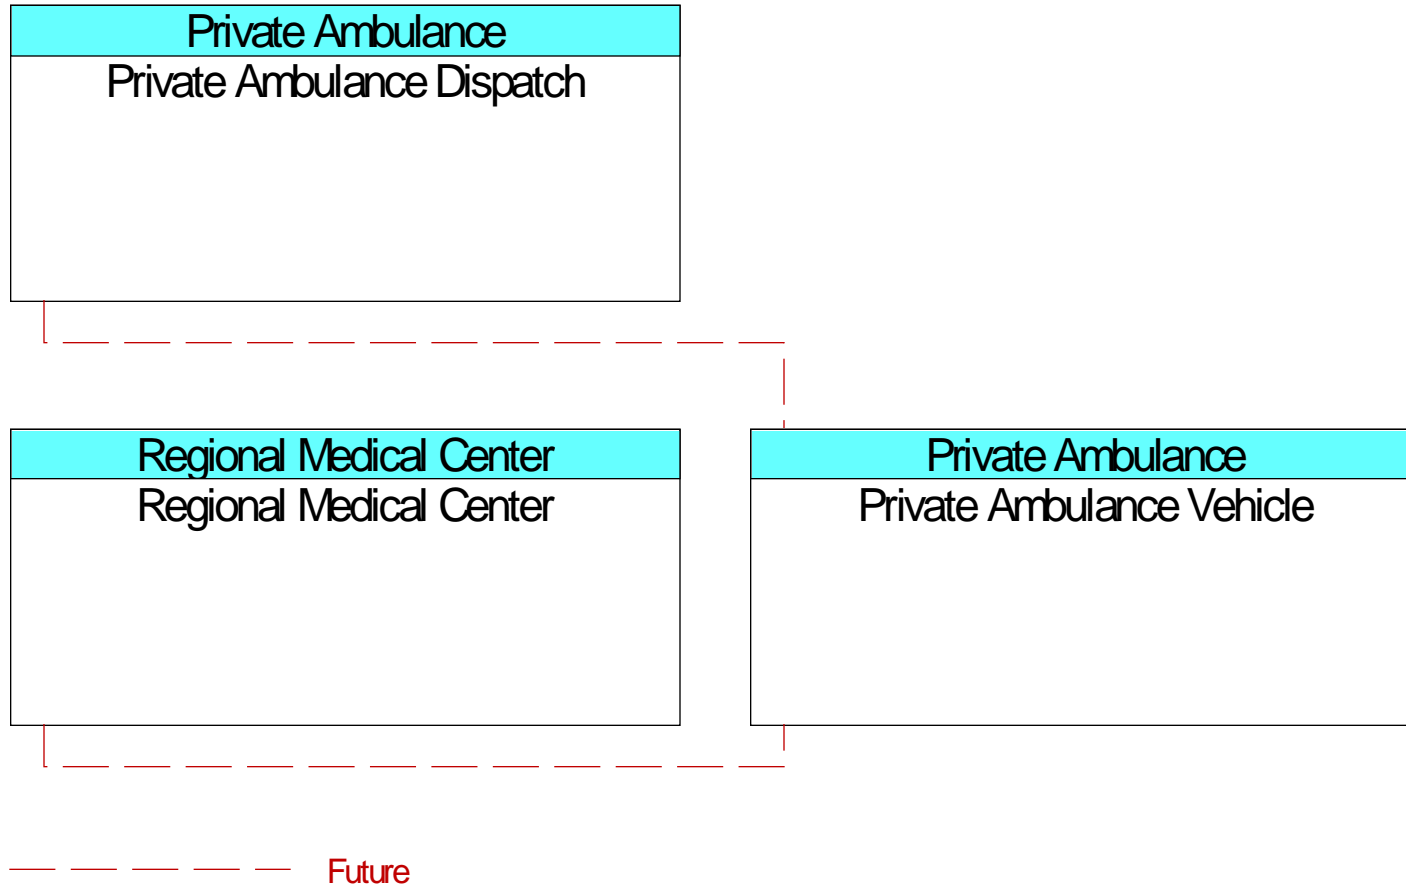 Private Ambulance
Private Ambulance Dispatch
Regional Medical Center
Regional Medical Center
Private Ambulance
Private Ambulance Vehicle
Future